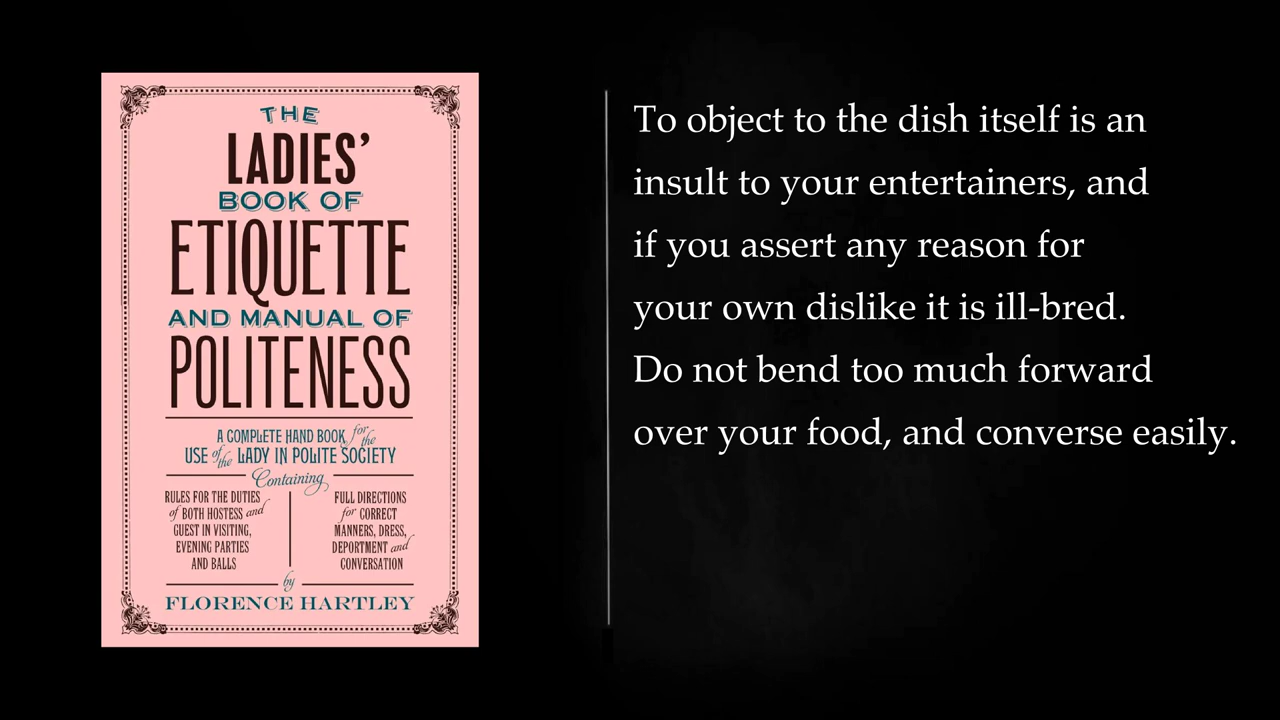 THE
LADIES’
BOOK OF
ETIQUETTE
AND MANUAL OF
POLITENESS
A COMPLETE HAND BOOK for the
USE of the LADY IN POLITE SOCIETY
Containing
RULES FOR THE DUTIES
of BOTH HOSTESS and
GUEST IN VISITING,
EVENING PARTIES
AND BALLS
FULL DIRECTIONS
for CORRECT
MANNERS, DRESS,
DEPORTMENT and
CONVERSATION
by
FLORENCE HARTLEY
To object to the dish itself is an
insult to your entertainers, and
if you assert any reason for
your own dislike it is ill-bred.
Do not bend too much forward
over your food, and converse easily.